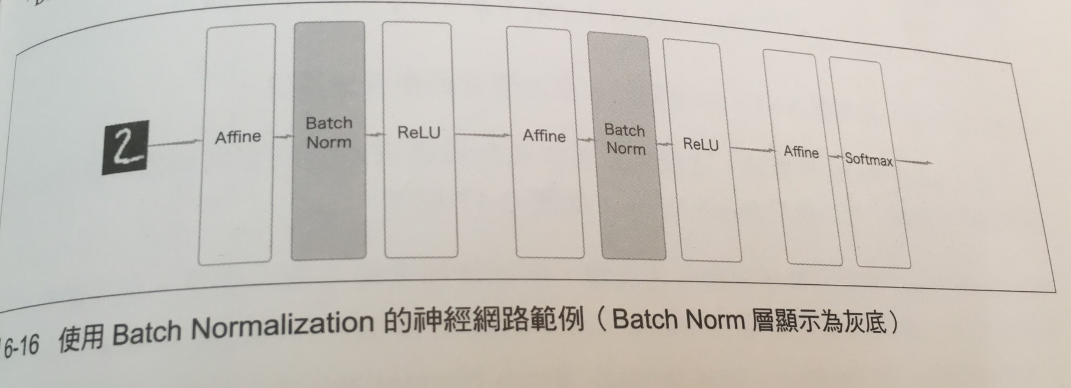 2
Affine
Batch
Norm
ReLU
Affine
Batch
Norm
ReLU
Affine
Softmax
6-16 使用 Batch Normalization 的神經網路範例（Batch Norm 層顯示為灰底）